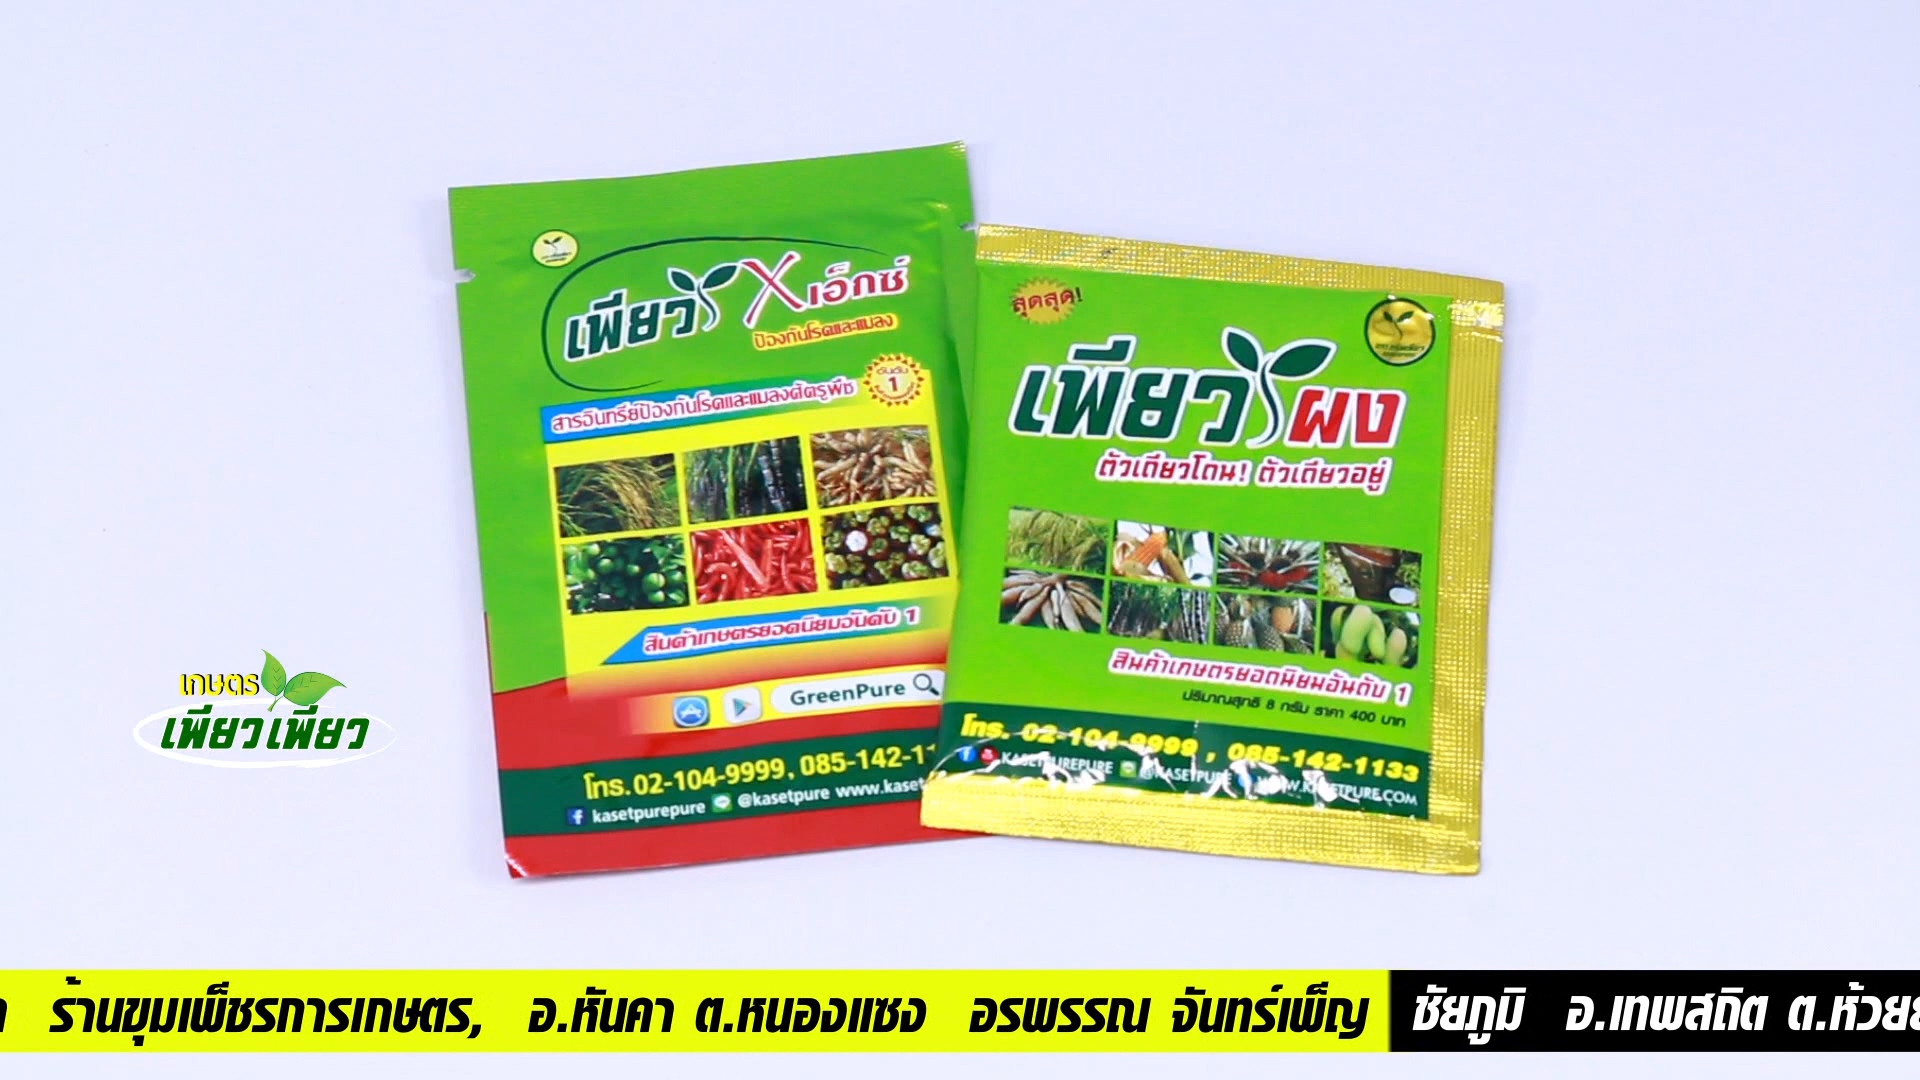 เพียว X เอ็กซ์
ป้องกันโรคและแมลง
อันดับ
1
สารอินทรีย์ป้องกันโรคและแมลงศัตรูพืช
สินค้าเกษตรยอดนิยมอันดับ 1
GreenPure
โทร. 02-104-9999, 085-142-11
kasetpurepure @kasetpure www.kaset
สุดสุด!
เพียว ผง
ตัวเดียวโดน! ตัวเดียวอยู่
สินค้าเกษตรยอดนิยมอันดับ 1
ปริมาณสุทธิ 8 กรัม ราคา 400 บาท
โทร. 02-104-9999 , 085-142-1133
KASETPUREPURE @KASETPURE WWW.KASETPURE.COM
เกษตร
เพียวเพียว
ร้านขุมเพ็ชรการเกษตร, อ.หันคา ต.หนองแซง อรพรรณ จันทร์เพ็ญ ชัยภูมิ อ.เทพสถิต ต.ห้วย